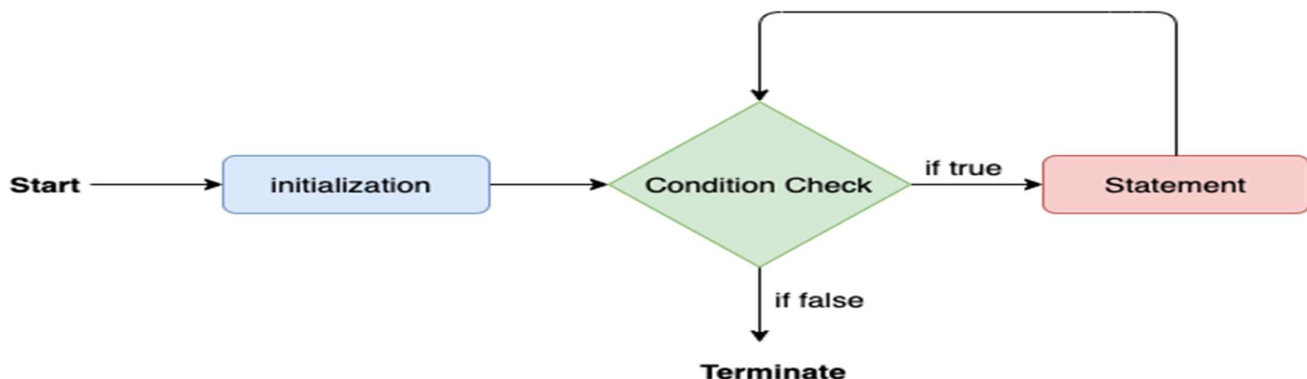 Start
initialization
Condition Check
if true
Statement
if false
Terminate